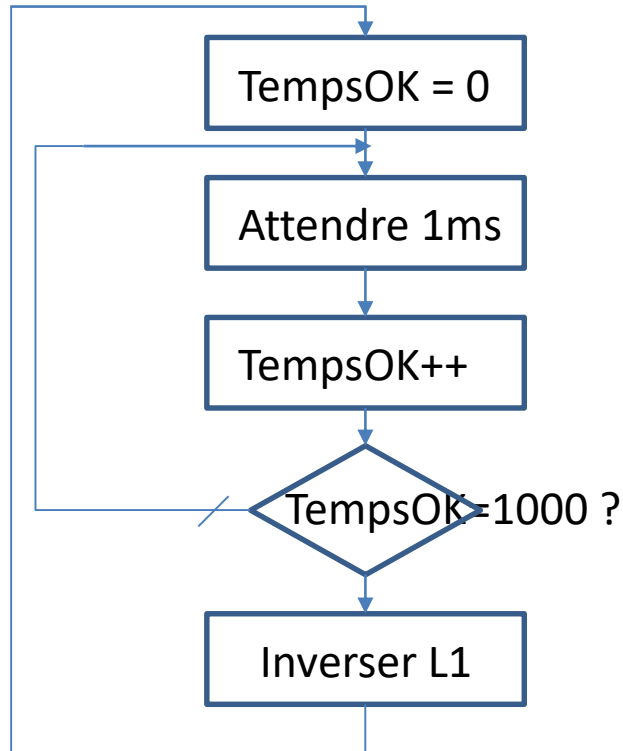 TempsOK = 0
Attendre 1ms
TempsOK++
TempsOK=1000 ?
Inverser L1